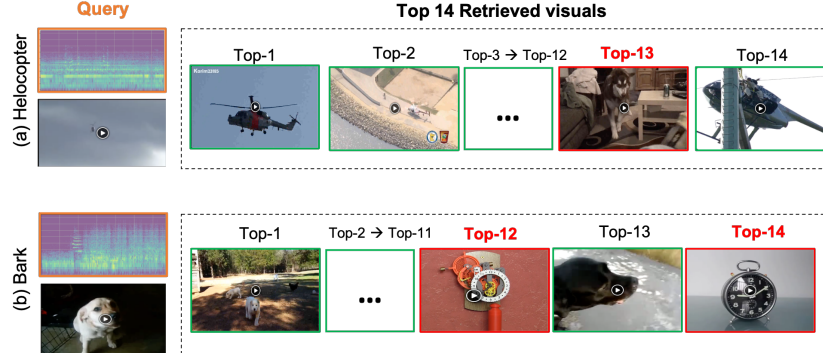 Query
Top 14 Retrieved visuals
(a) Helocopter
Top-1
Top-2
Top-3 → Top-12
Top-13
Top-14
(b) Bark
Top-1
Top-2 → Top-11
Top-12
Top-13
Top-14